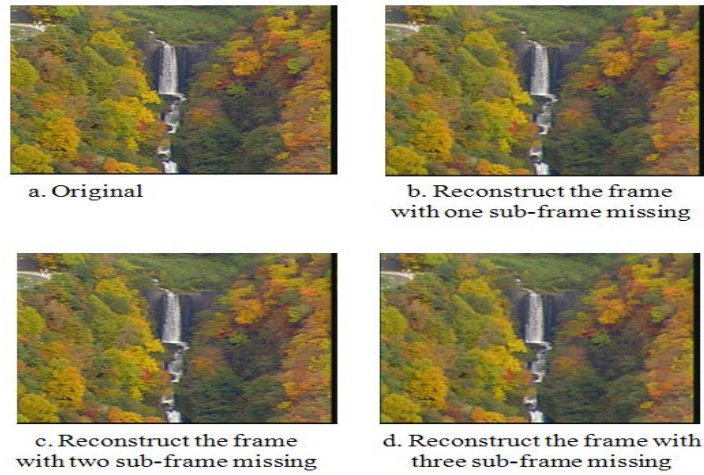 a. Original
b. Reconstruct the frame
with one sub-frame missing
c. Reconstruct the frame
with two sub-frame missing
d. Reconstruct the frame with
three sub-frame missing